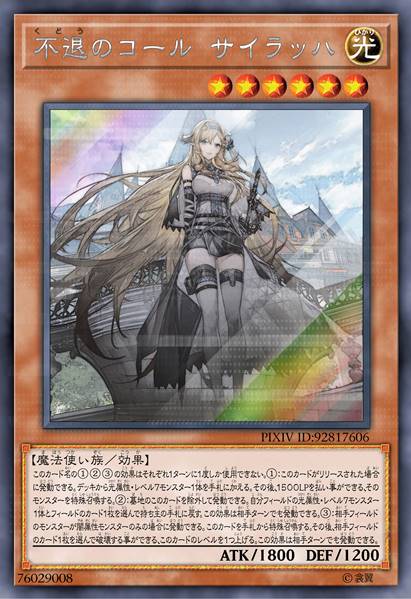 くどう
不退のコール サイラッハ
ひかり
光
PIXIV ID:92817606
【魔法使い族/効果】
このカード名の①②③の効果はそれぞれ1ターンに1度しか使用できない。①:このカードがリリースされた場合
に発動できる。デッキから光属性・レベル7モンスター1体を手札に加える。その後、1500LPを払い事ができる。その
モンスターを特殊召喚する。②:墓地のこのカードを除外して発動できる。自分フィールドの光属性・レベル7モンスター
1体とフィールドのカード1枚を選んで持ち主の手札に戻す。この効果は相手ターンでも発動できる。③:相手フィールド
のモンスターが闇属性モンスターのみの場合に発動できる。このカードを手札から特殊召喚する。その後、相手フィールド
のカード1枚を選んで破壊する事ができる。このカードのレベルを1つ上げる。この効果は相手ターンでも発動できる。
ATK/1800 DEF/1200
76029008
©袁翼